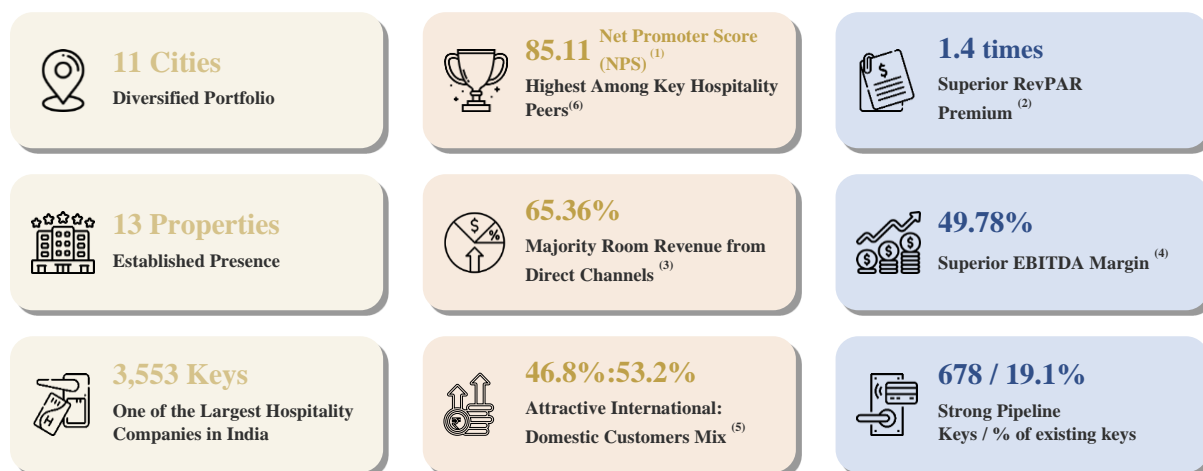 11 Cities
Diversified Portfolio
85.11 Net Promoter Score
(NPS) (1)
Highest Among Key Hospitality
Peers(6)
1.4 times
Superior RevPAR
Premium (2)
13 Properties
Established Presence
65.36%
Majority Room Revenue from
Direct Channels (3)
49.78%
Superior EBITDA Margin (4)
3,553 Keys
One of the Largest Hospitality
Companies in India
46.8%:53.2%
Attractive International:
Domestic Customers Mix (5)
678 / 19.1%
Strong Pipeline
Keys / % of existing keys